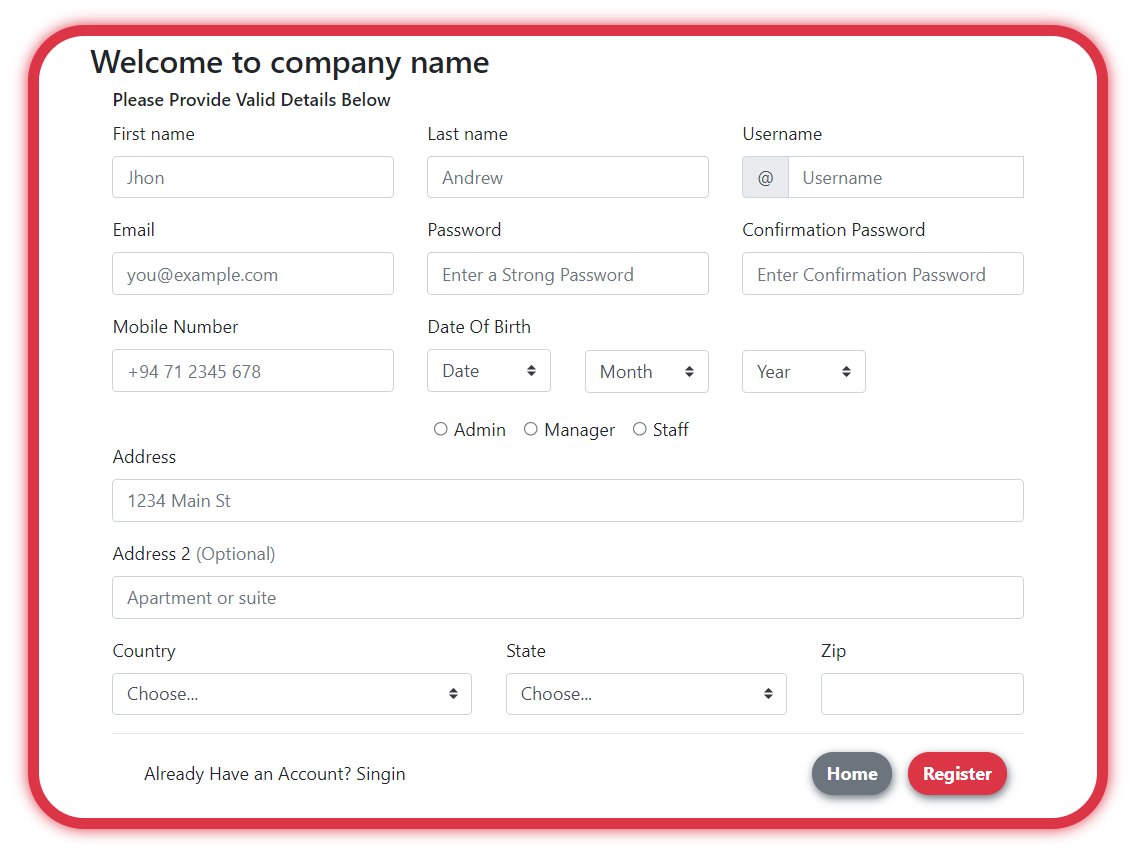 Welcome to company name
Please Provide Valid Details Below
First name Last name Username
Jhon Andrew @ Username
Email Password Confirmation Password
you@example.com Enter a Strong Password Enter Confirmation Password
Mobile Number Date Of Birth
+94 71 2345 678 Date Month Year
Admin Manager Staff
Address
1234 Main St
Address 2 (Optional)
Apartment or suite
Country State Zip
Choose... Choose...
Already Have an Account? Singin Home Register